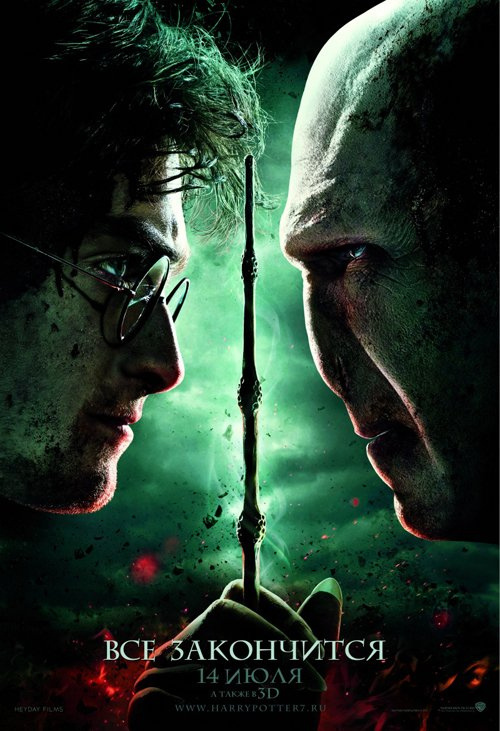 ВСЕ ЗАКОНЧИТСЯ
14 ИЮЛЯ
А ТАКЖЕ В 3D
HEYDAY FILMS
WWW.HARRYPOTTER7.RU